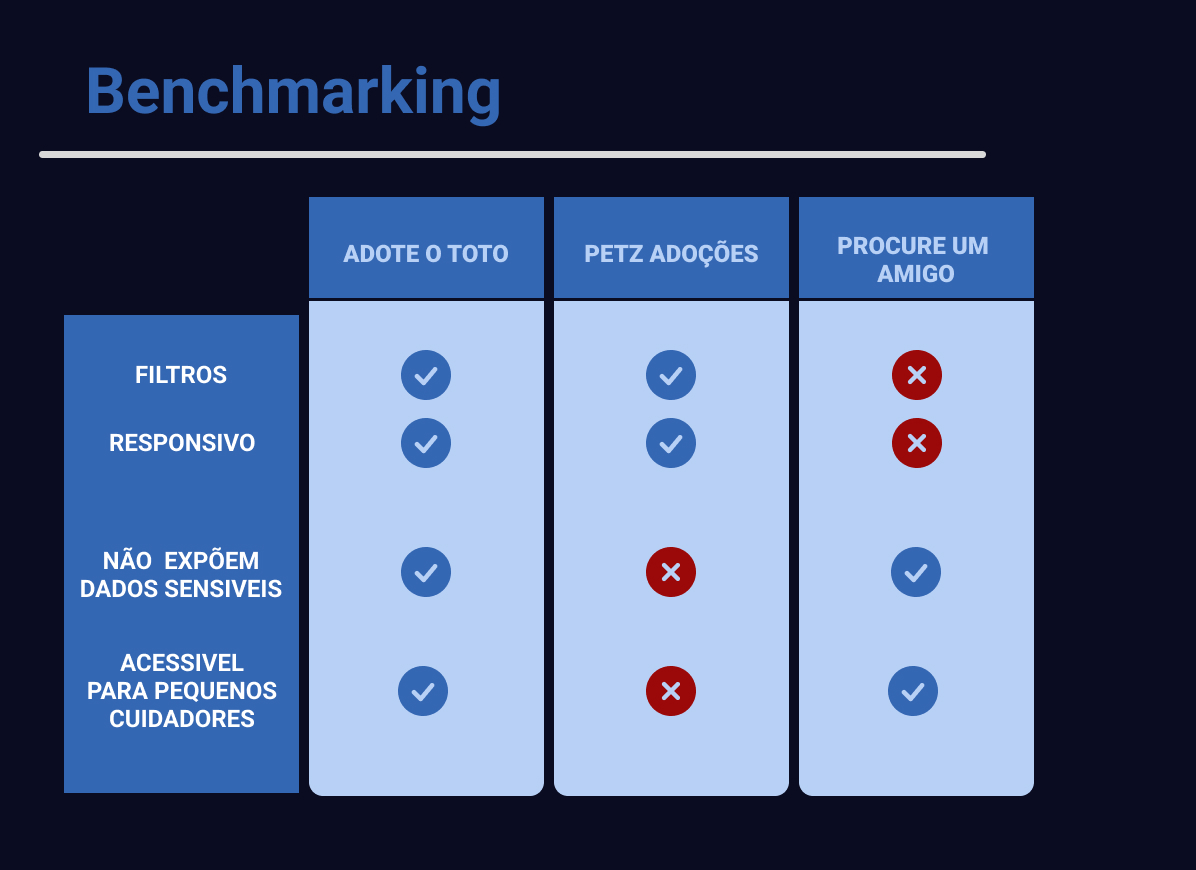 Benchmarking
ADOTE O TOTO
PETZ ADOÇÕES
PROCURE UM
AMIGO
FILTROS
RESPONSIVO
NÃO  EXPÕEM
DADOS SENSIVEIS
ACESSIVEL
PARA PEQUENOS
CUIDADORES